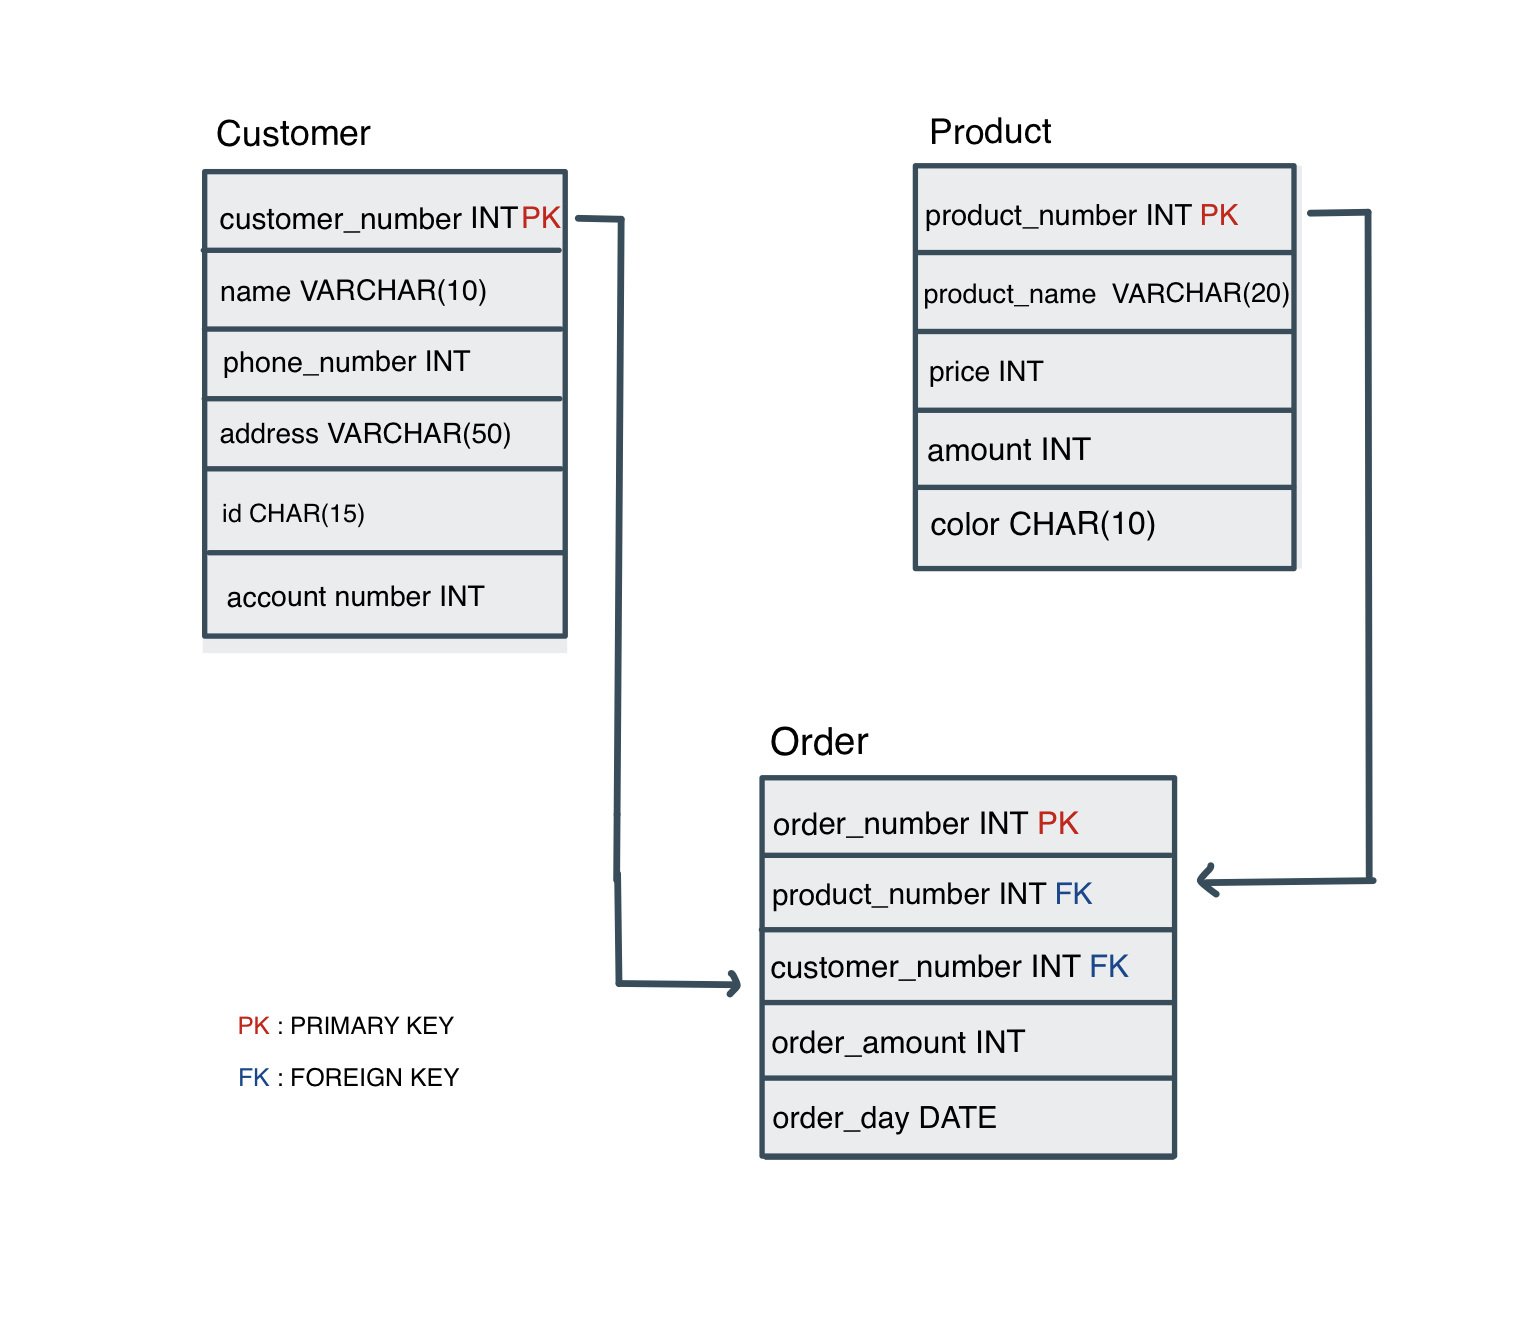 Customer
customer_number INT PK
name VARCHAR(10)
phone_number INT
address VARCHAR(50)
id CHAR(15)
account number INT
Product
product_number INT PK
product_name VARCHAR(20)
price INT
amount INT
color CHAR(10)
Order
order_number INT PK
product_number INT FK
customer_number INT FK
order_amount INT
order_day DATE
PK : PRIMARY KEY
FK : FOREIGN KEY